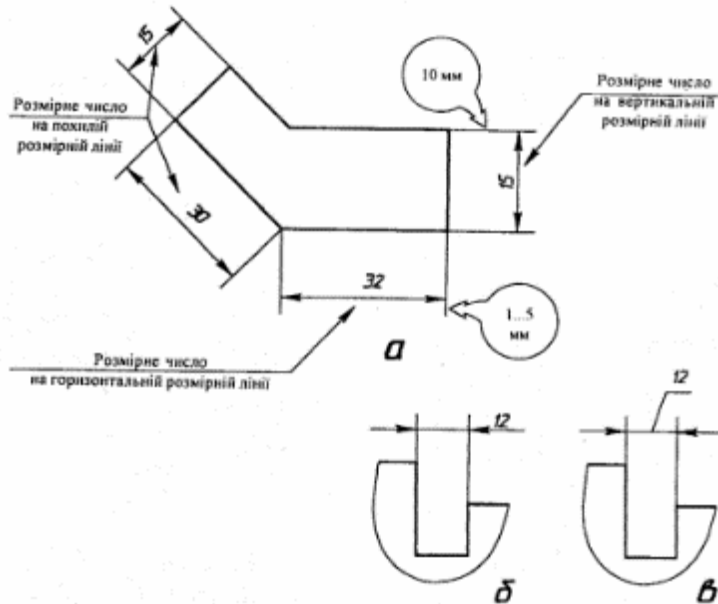 15
10 мм
Розмірне число
на вертикальній
розмірній лінії
Розмірне число
на похилій
розмірній лінії
15
30
32
1...5
мм
а
Розмірне число
на горизонтальній розмірній лінії
12
12
б
в